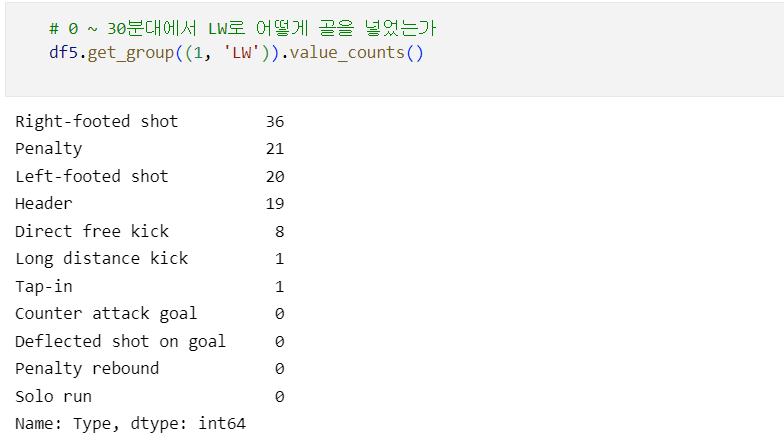 # 0 ~ 30분대에서 LW로 어떻게 골을 넣었는가
df5.get_group((1, 'LW')).value_counts()
Right-footed shot 36
Penalty 21
Left-footed shot 20
Header 19
Direct free kick 8
Long distance kick 1
Tap-in 1
Counter attack goal 0
Deflected shot on goal 0
Penalty rebound 0
Solo run 0
Name: Type, dtype: int64